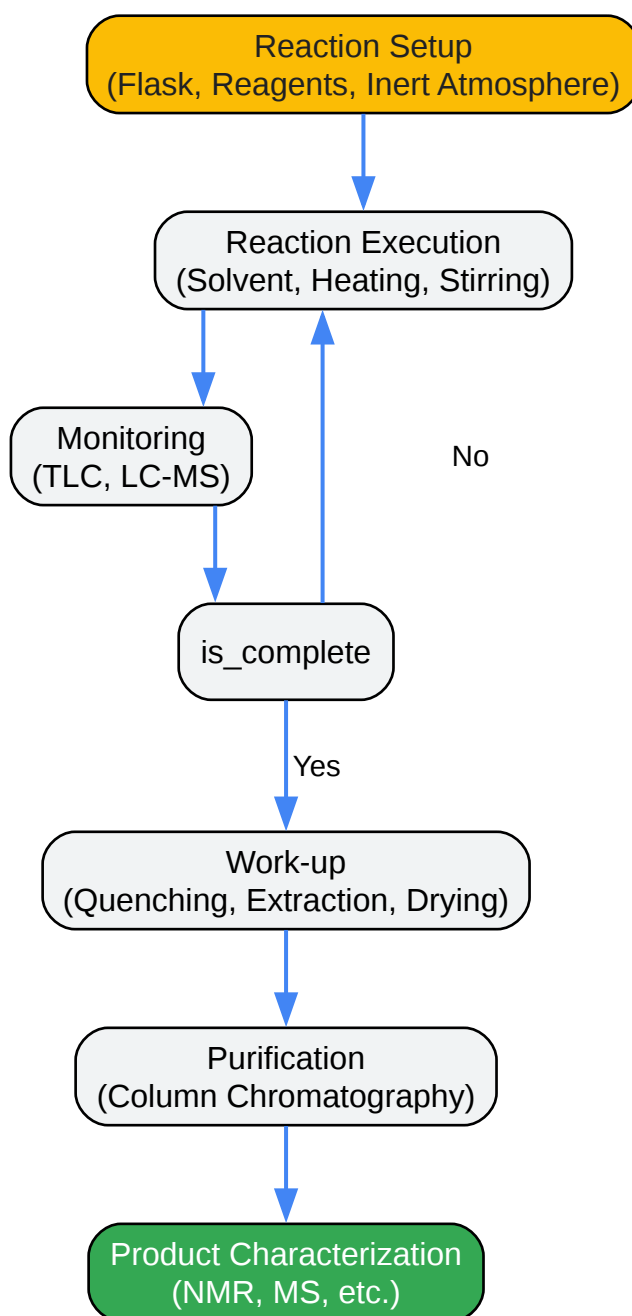 Reaction Setup
(Flask, Reagents, Inert Atmosphere)
Reaction Execution
(Solvent, Heating, Stirring)
Monitoring
(TLC, LC-MS)
No
is_complete
Yes
Work-up
(Quenching, Extraction, Drying)
Purification
(Column Chromatography)
Product Characterization
(NMR, MS, etc.)